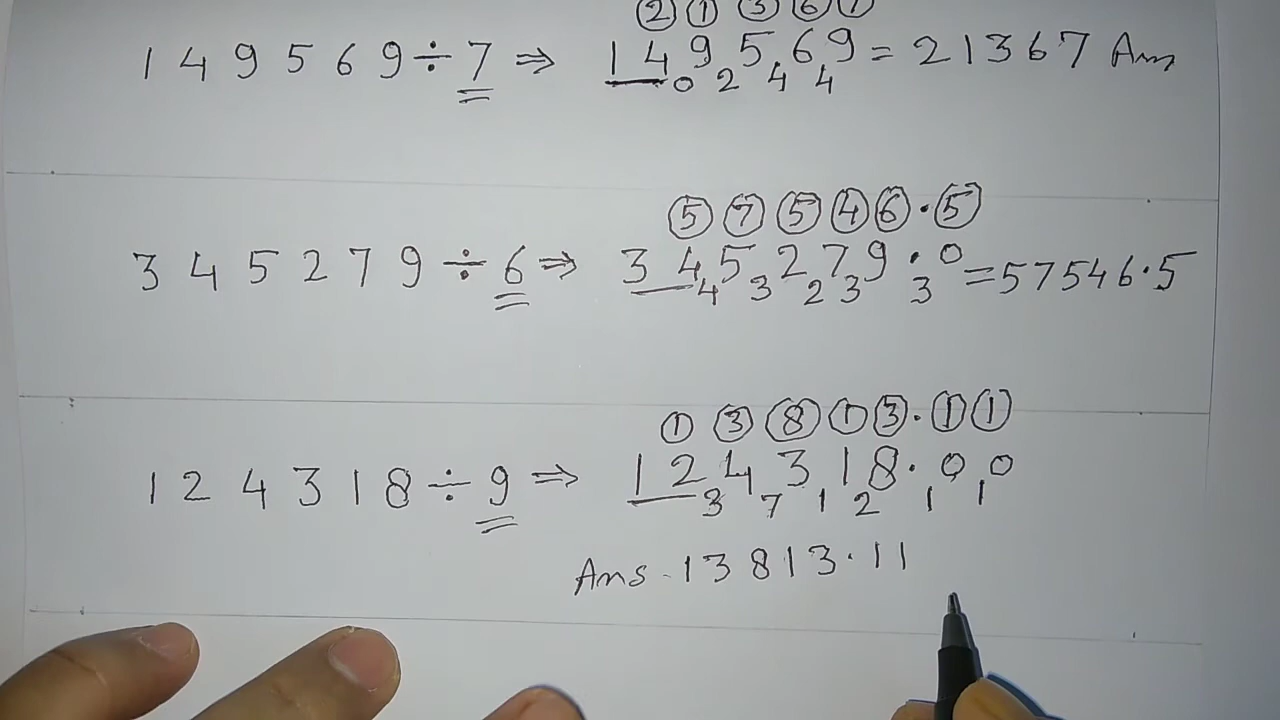 2 1 3 6 7
1 4 9 5 6 9 ÷ 7 ⇒ 1 4 9 5 6 9 = 21367 Ans
0 2 4 4
5 7 5 4 6 . 5
3 4 5 2 7 9 ÷ 6 ⇒ 3 4 5 2 7 9 . 0 = 57546.5
4 3 2 3 3
1 3 8 1 3 . 1 1
1 2 4 3 1 8 ÷ 9 ⇒ 1 2 4 3 1 8 . 0 0
3 7 1 2 1 1
Ans. 13813.11